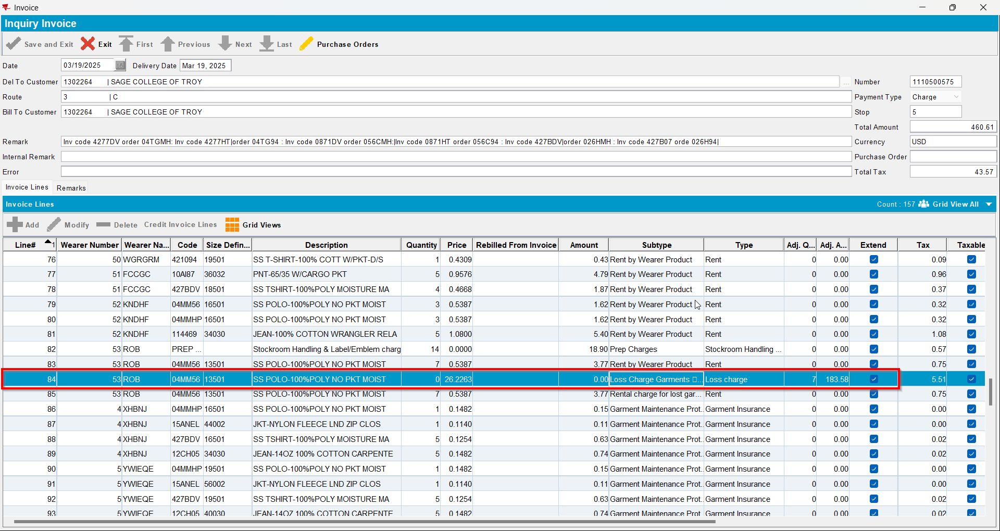 Invoice
Inquiry Invoice
Save and Exit Exit First Previous Next Last Purchase Orders
Date 03/19/2025 Delivery Date Mar 19, 2025
Del To Customer 1302264 | SAGE COLLEGE OF TROY ... Number 1110500575
Route 3 | C Payment Type Charge
Bill To Customer 1302264 | SAGE COLLEGE OF TROY Stop 5
Total Amount 460.61
Remark Inv code 4277DV order 04TGMH: Inv code 4277HT|order 04TG94 : Inv code 0871DV order 056CMH:|Inv code 0871HT order 056C94 : Inv code 427BDV|order 026HMH : Inv code 427B07 orde 026H94| Currency USD
Internal Remark Purchase Order
Error Total Tax 43.57
Invoice Lines Remarks
Invoice Lines Count : 157 Grid View All
Add Modify Delete Credit Invoice Lines Grid Views
Line# 1 Wearer Number Wearer Na... Code Size Defin... Description Quantity Price Rebilled From Invoice Amount Subtype Type Adj. Q... Adj. A... Extend Tax Taxable
76 50 WGRGRM 421094 19501 SS T-SHIRT-100% COTT W/PKT-D/S 1 0.4309 0.43 Rent by Wearer Product Rent 0 0.00 0.09
77 51 FCCGC 10AI87 36032 PNT-65/35 W/CARGO PKT 5 0.9576 4.79 Rent by Wearer Product Rent 0 0.00 0.96
78 51 FCCGC 427BDV 18501 SS TSHIRT-100%POLY MOISTURE MA 4 0.4668 1.87 Rent by Wearer Product Rent 0 0.00 0.37
79 52 KNDHF 04MM56 16501 SS POLO-100%POLY NO PKT MOIST 3 0.5387 1.62 Rent by Wearer Product Rent 0 0.00 0.32
80 52 KNDHF 04MMHP 16501 SS POLO-100%POLY NO PKT MOIST 3 0.5387 1.62 Rent by Wearer Product Rent 0 0.00 0.32
81 52 KNDHF 114469 34030 JEAN-100% COTTON WRANGLER RELA 5 1.0800 5.40 Rent by Wearer Product Rent 0 0.00 1.08
82 53 ROB PREP ... Stockroom Handling & Label/Emblem charg 14 0.0000 18.90 Prep Charges Stockroom Handling ... 0 0.00 0.57
83 53 ROB 04MM56 13501 SS POLO-100%POLY NO PKT MOIST 7 0.5387 3.77 Rent by Wearer Product Rent 0 0.00 0.75
84 53 ROB 04MM56 13501 SS POLO-100%POLY NO PKT MOIST 0 26.2263 0.00 Loss Charge Garments ▯... Loss charge 7 183.58 5.51
85 53 ROB 04MM56 13501 SS POLO-100%POLY NO PKT MOIST 7 0.5387 3.77 Rental charge for lost gar... Rent 0 0.00 0.75
86 4 XHBNJ 04MMHP 16501 SS POLO-100%POLY NO PKT MOIST 1 0.1482 0.15 Garment Maintenance Prot... Garment Insurance 0 0.00 0.00
87 4 XHBNJ 15ANEL 44002 JKT-NYLON FLEECE LND ZIP CLOS 1 0.1140 0.11 Garment Maintenance Prot... Garment Insurance 0 0.00 0.00
88 4 XHBNJ 427BDV 16501 SS TSHIRT-100%POLY MOISTURE MA 5 0.1254 0.63 Garment Maintenance Prot... Garment Insurance 0 0.00 0.02
89 4 XHBNJ 12CH05 34030 JEAN-14OZ 100% COTTON CARPENTE 5 0.1482 0.74 Garment Maintenance Prot... Garment Insurance 0 0.00 0.02
90 5 YWIEQE 04MMHP 19501 SS POLO-100%POLY NO PKT MOIST 1 0.1482 0.15 Garment Maintenance Prot... Garment Insurance 0 0.00 0.00
91 5 YWIEQE 15ANEL 56002 JKT-NYLON FLEECE LND ZIP CLOS 1 0.1140 0.11 Garment Maintenance Prot... Garment Insurance 0 0.00 0.00
92 5 YWIEQE 427BDV 19501 SS TSHIRT-100%POLY MOISTURE MA 5 0.1254 0.63 Garment Maintenance Prot... Garment Insurance 0 0.00 0.02
93 5 YWIEQE 12CH05 40030 JEAN-14OZ 100% COTTON CARPENTE 5 0.1482 0.74 Garment Maintenance Prot Garment Insurance 0 0.00 0.02